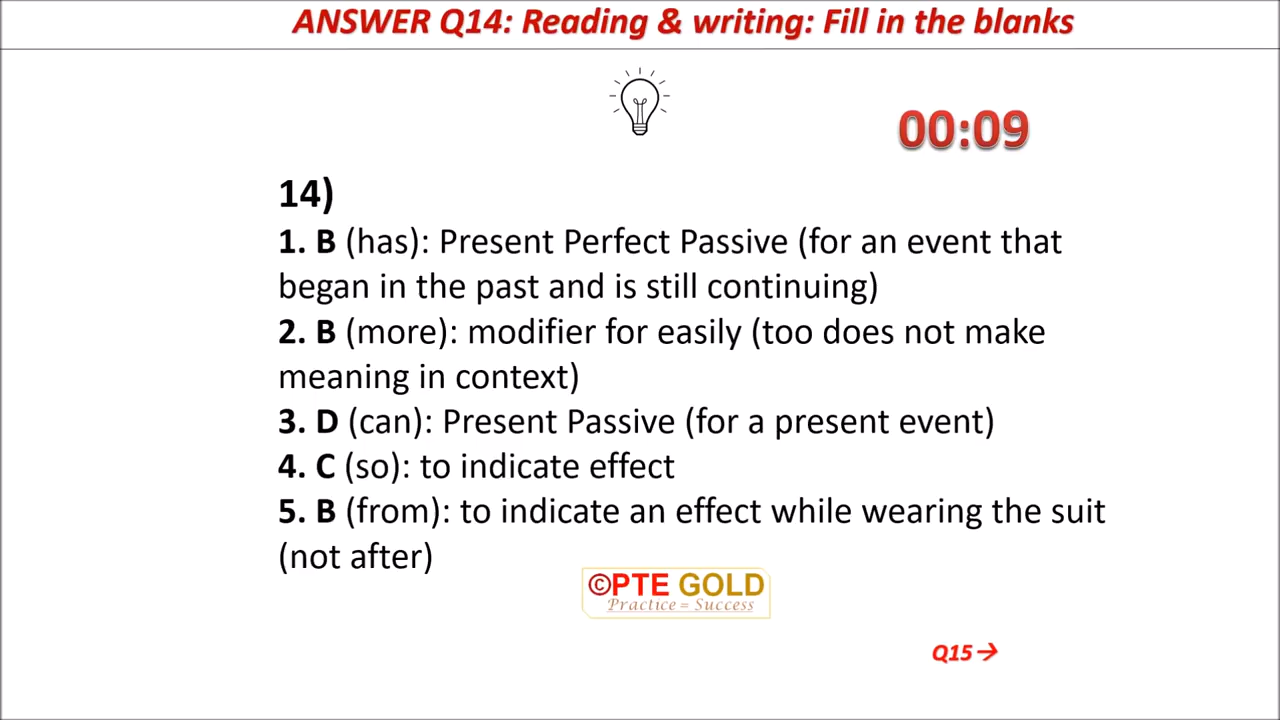 ANSWER Q14: Reading & writing: Fill in the blanks
00:09
14)
1. B (has): Present Perfect Passive (for an event that
began in the past and is still continuing)
2. B (more): modifier for easily (too does not make
meaning in context)
3. D (can): Present Passive (for a present event)
4. C (so): to indicate effect
5. B (from): to indicate an effect while wearing the suit
(not after)
©PTE GOLD
Practice = Success
Q15→